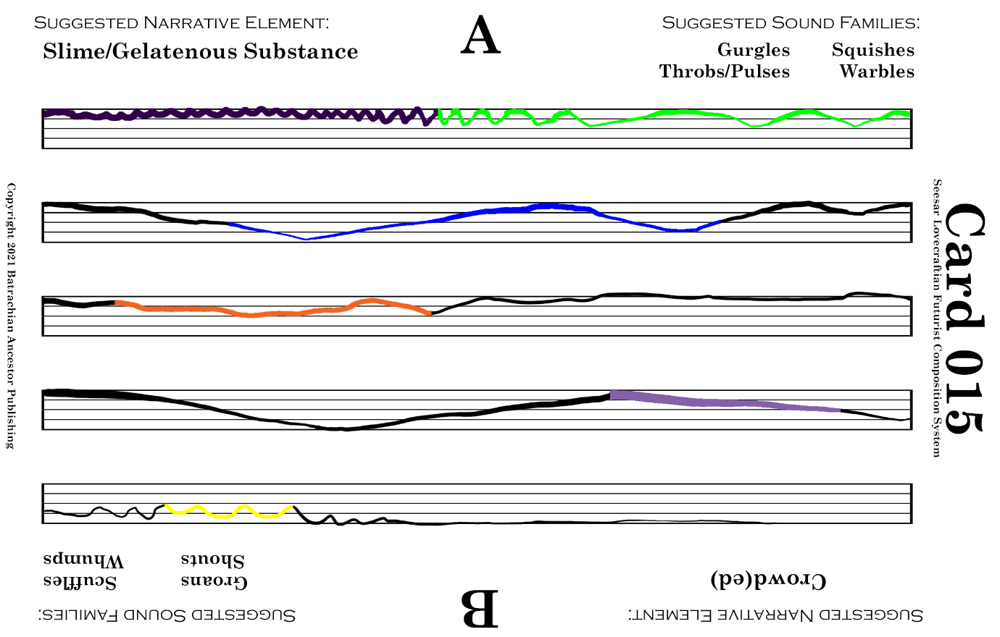 SUGGESTED NARRATIVE ELEMENT:
Slime/Gelatenous Substance
A
SUGGESTED SOUND FAMILIES:
Gurgles Squishes
Throbs/Pulses Warbles
Copyright 2021 Batrachian Ancestor Publishing
Seesar Lovecraftian Futurist Composition System
Card 015
B
SUGGESTED NARRATIVE ELEMENT:
Crowd(ed)
SUGGESTED SOUND FAMILIES:
Groans Scuffles
Shouts Whumps